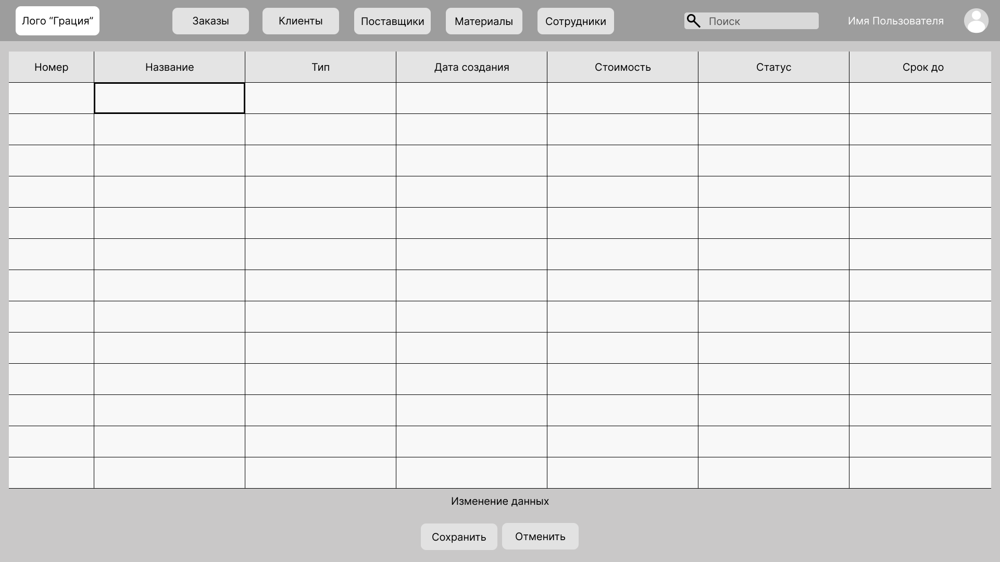 Лого “Грация”
Заказы
Клиенты
Поставщики
Материалы
Сотрудники
Поиск
Имя Пользователя
Номер
Название
Тип
Дата создания
Стоимость
Статус
Срок до
Изменение данных
Сохранить
Отменить